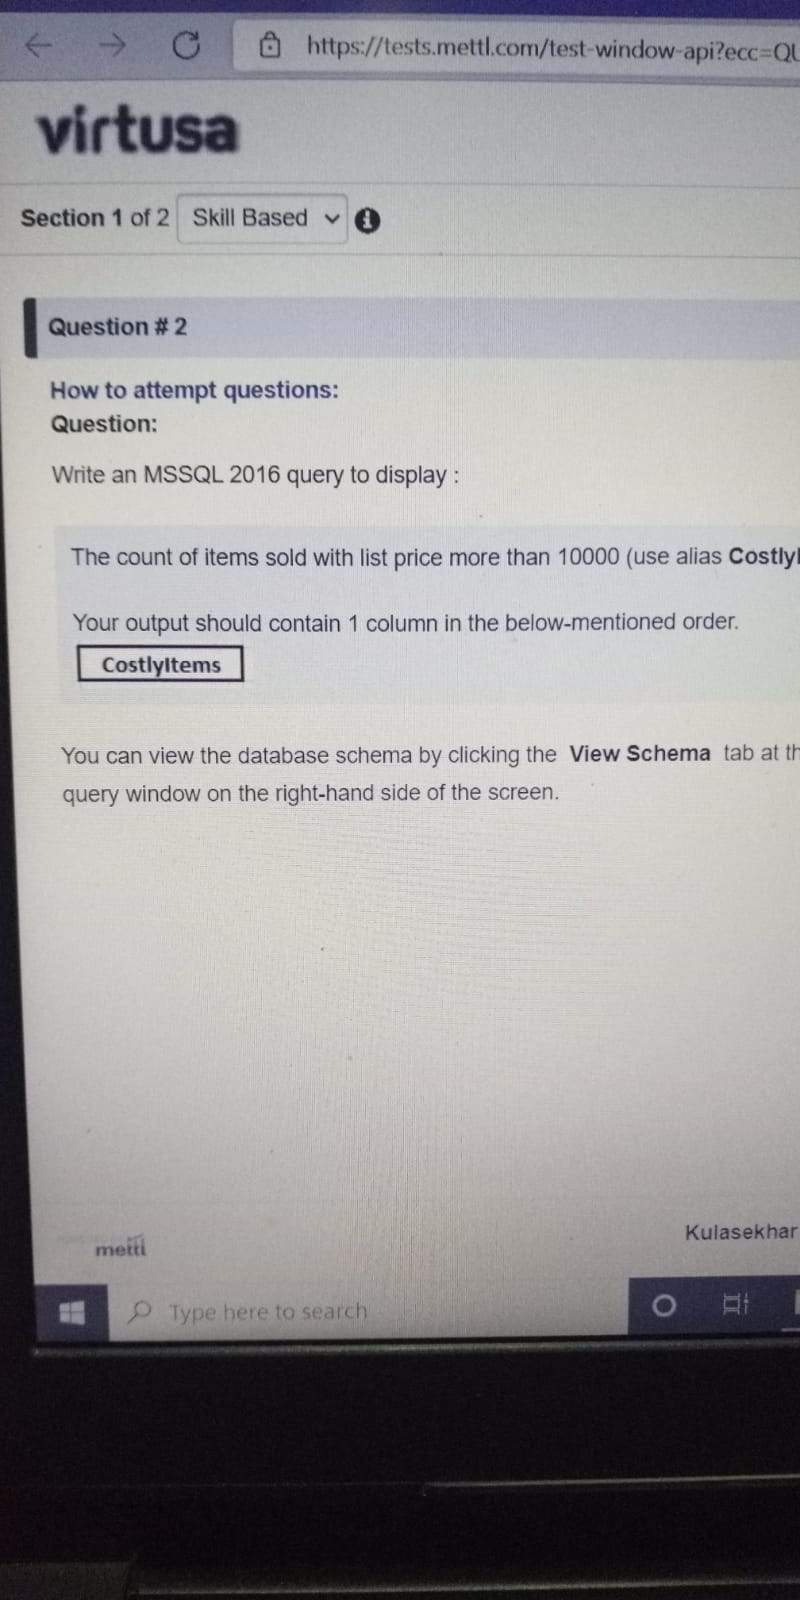 https://tests.mettl.com/test-window-api?ecc=QU
virtusa
Section 1 of 2 Skill Based
Question # 2
How to attempt questions:
Question:
Write an MSSQL 2016 query to display :
The count of items sold with list price more than 10000 (use alias CostlyI
Your output should contain 1 column in the below-mentioned order.
CostlyItems
You can view the database schema by clicking the View Schema tab at th
query window on the right-hand side of the screen.
Kulasekhar
mettl
Type here to search